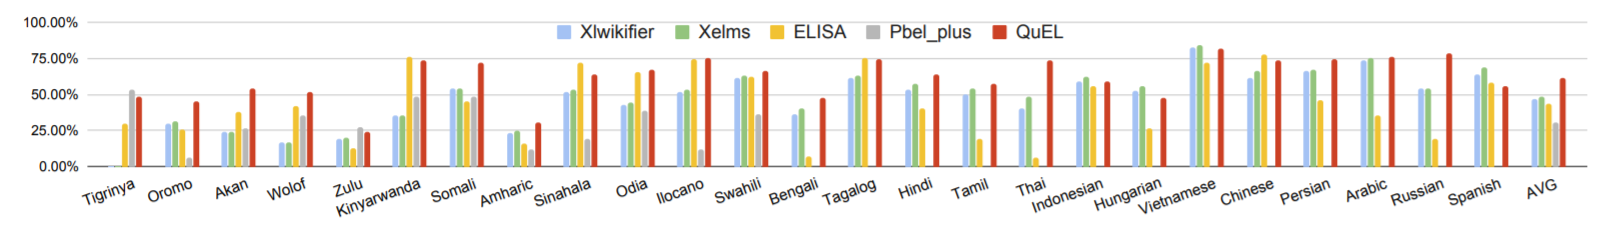 100.00%
75.00%
50.00%
25.00%
0.00%
Xlwikifier Xelms ELISA Pbel_plus QuEL
Tigrinya Oromo Akan Wolof Zulu Kinyarwanda Somali Amharic Sinahala Odia Ilocano Swahili Bengali Tagalog Hindi Tamil Thai Indonesian Hungarian Vietnamese Chinese Persian Arabic Russian Spanish AVG